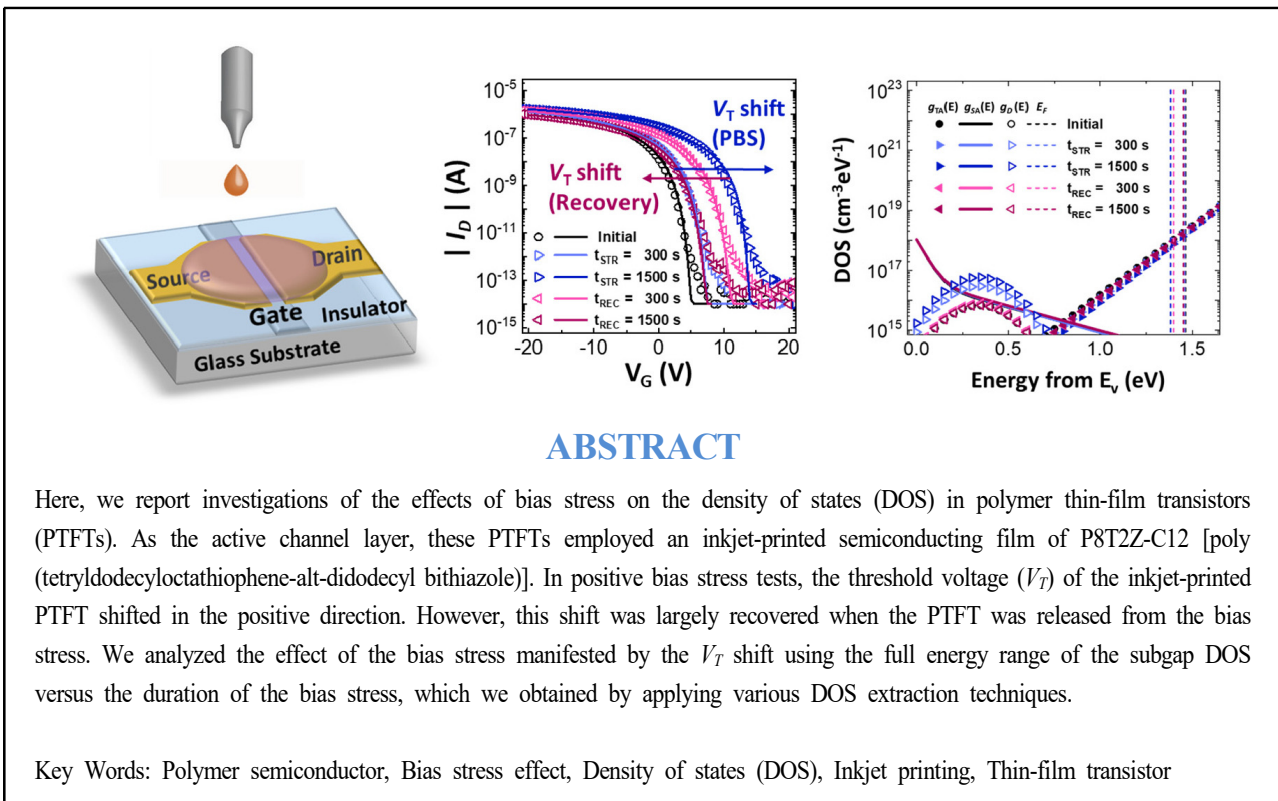 Source
Drain
Gate
Insulator
Glass Substrate
10⁻⁵
10⁻⁷
10⁻⁹
10⁻¹¹
10⁻¹³
10⁻¹⁵
| I_D | (A)
V_T shift
(PBS)
V_T shift
(Recovery)
Initial
t_STR = 300 s
t_STR = 1500 s
t_REC = 300 s
t_REC = 1500 s
-20 -10 0 10 20
V_G (V)
10²³
10²¹
10²¹
10¹⁹
10¹⁷
10¹⁵
DOS (cm⁻³eV⁻¹)
g_TA(E) g_SA(E) g_D (E) E_F
Initial
t_STR = 300 s
t_STR = 1500 s
t_REC = 300 s
t_REC = 1500 s
0.0 0.5 1.0 1.5
Energy from E_v (eV)
ABSTRACT
Here, we report investigations of the effects of bias stress on the density of states (DOS) in polymer thin-film transistors
(PTFTs). As the active channel layer, these PTFTs employed an inkjet-printed semiconducting film of P8T2Z-C12 [poly
(tetryldodecyloctathiophene-alt-didodecyl bithiazole)]. In positive bias stress tests, the threshold voltage (V_T) of the inkjet-printed
PTFT shifted in the positive direction. However, this shift was largely recovered when the PTFT was released from the bias
stress. We analyzed the effect of the bias stress manifested by the V_T shift using the full energy range of the subgap DOS
versus the duration of the bias stress, which we obtained by applying various DOS extraction techniques.
Key Words: Polymer semiconductor, Bias stress effect, Density of states (DOS), Inkjet printing, Thin-film transistor